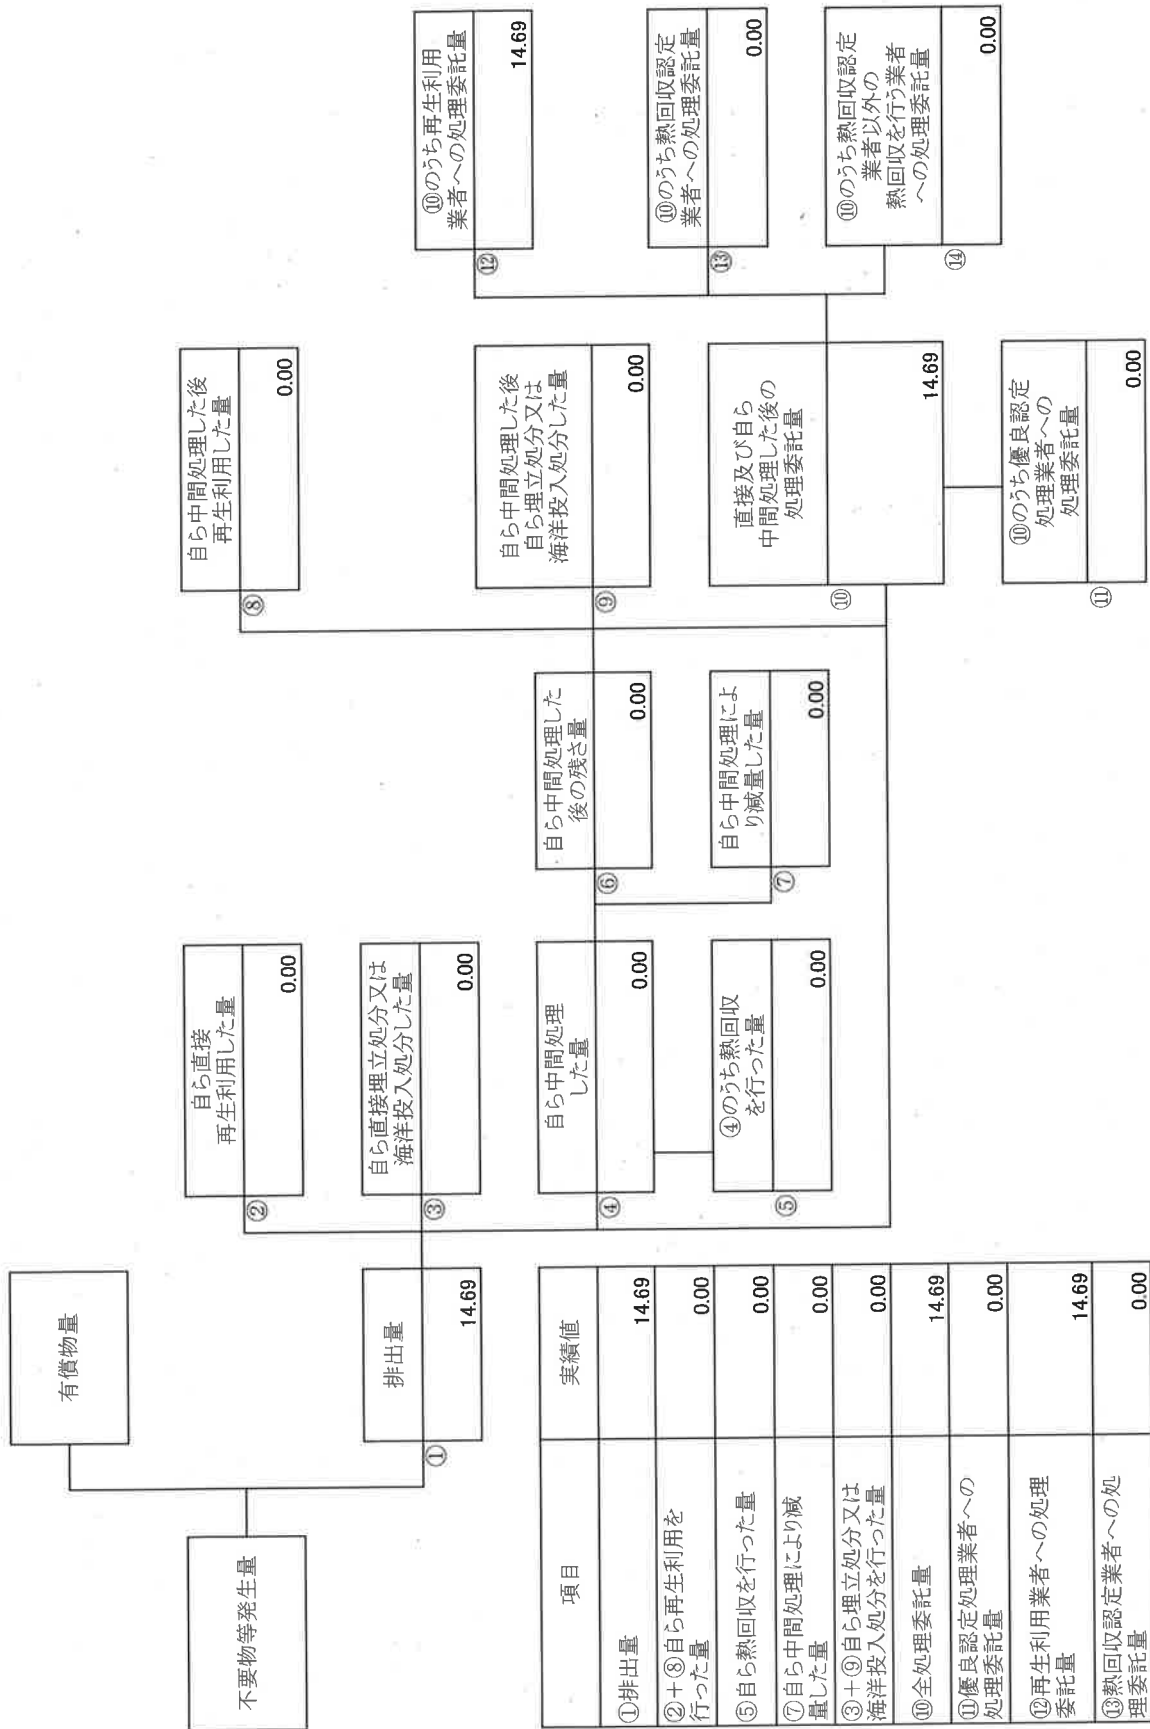 不要物等発生量
有償物量
排出量
①
14.69
自ら直接
再生利用した量
②
0.00
自ら直接埋立処分又は
海洋投入処分した量
③
0.00
自ら中間処理
した量
④
0.00
④のうち熱回収
を行った量
⑤
0.00
自ら中間処理した
後の残さ量
⑥
0.00
自ら中間処理によ
り減量した量
⑦
0.00
自ら中間処理した後
再生利用した量
⑧
0.00
自ら中間処理した後
自ら埋立処分又は
海洋投入処分した量
⑨
0.00
直接及び自ら
中間処理した後の
処理委託量
⑩
14.69
⑩のうち優良認定
処理業者への
処理委託量
⑪
0.00
⑩のうち再生利用
業者への処理委託量
⑫
14.69
⑩のうち熱回収認定
業者への処理委託量
⑬
0.00
⑩のうち熱回収認定
業者以外の
熱回収を行う業者
への処理委託量
⑭
0.00
項目 実績値
①排出量 14.69
②+⑧自ら再生利用を
行った量 0.00
⑤自ら熱回収を行った量 0.00
⑦自ら中間処理により減
量した量 0.00
③+⑨自ら埋立処分又は
海洋投入処分を行った量 0.00
⑩全処理委託量 14.69
⑪優良認定処理業者への
処理委託量 0.00
⑫再生利用業者への処理
委託量 14.69
⑬熱回収認定業者への処
理委託量 0.00